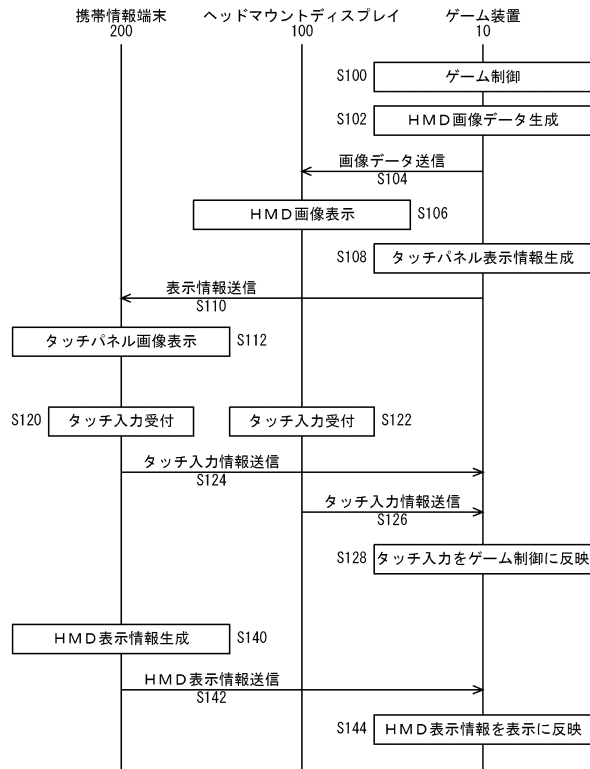 携帯情報端末
200
ヘッドマウントディスプレイ
100
ゲーム装置
10
S100
ゲーム制御
S102
ＨＭＤ画像データ生成
画像データ送信
S104
ＨＭＤ画像表示
S106
S108
タッチパネル表示情報生成
表示情報送信
S110
タッチパネル画像表示
S112
S120
タッチ入力受付
タッチ入力受付
S122
タッチ入力情報送信
S124
タッチ入力情報送信
S126
S128
タッチ入力をゲーム制御に反映
ＨＭＤ表示情報生成
S140
ＨＭＤ表示情報送信
S142
S144
ＨＭＤ表示情報を表示に反映